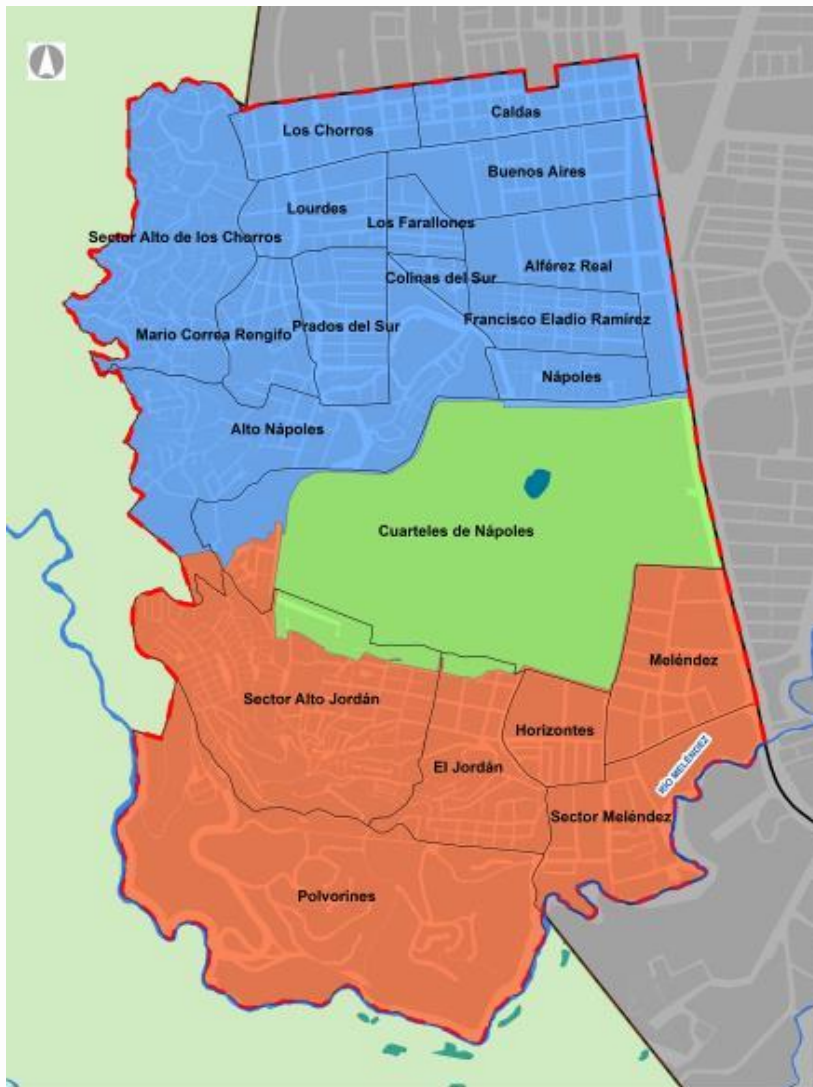 Caldas
Los Chorros
Buenos Aires
Lourdes
Los Farallones
Sector Alto de los Chorros
Alférez Real
Colinas del Sur
Francisco Eladio Ramírez
Prados del Sur
Mario Correa Rengifo
Nápoles
Alto Nápoles
Cuarteles de Nápoles
Meléndez
Sector Alto Jordán
Horizontes
RÍO MELÉNDEZ
El Jordán
Sector Meléndez
Polvorines